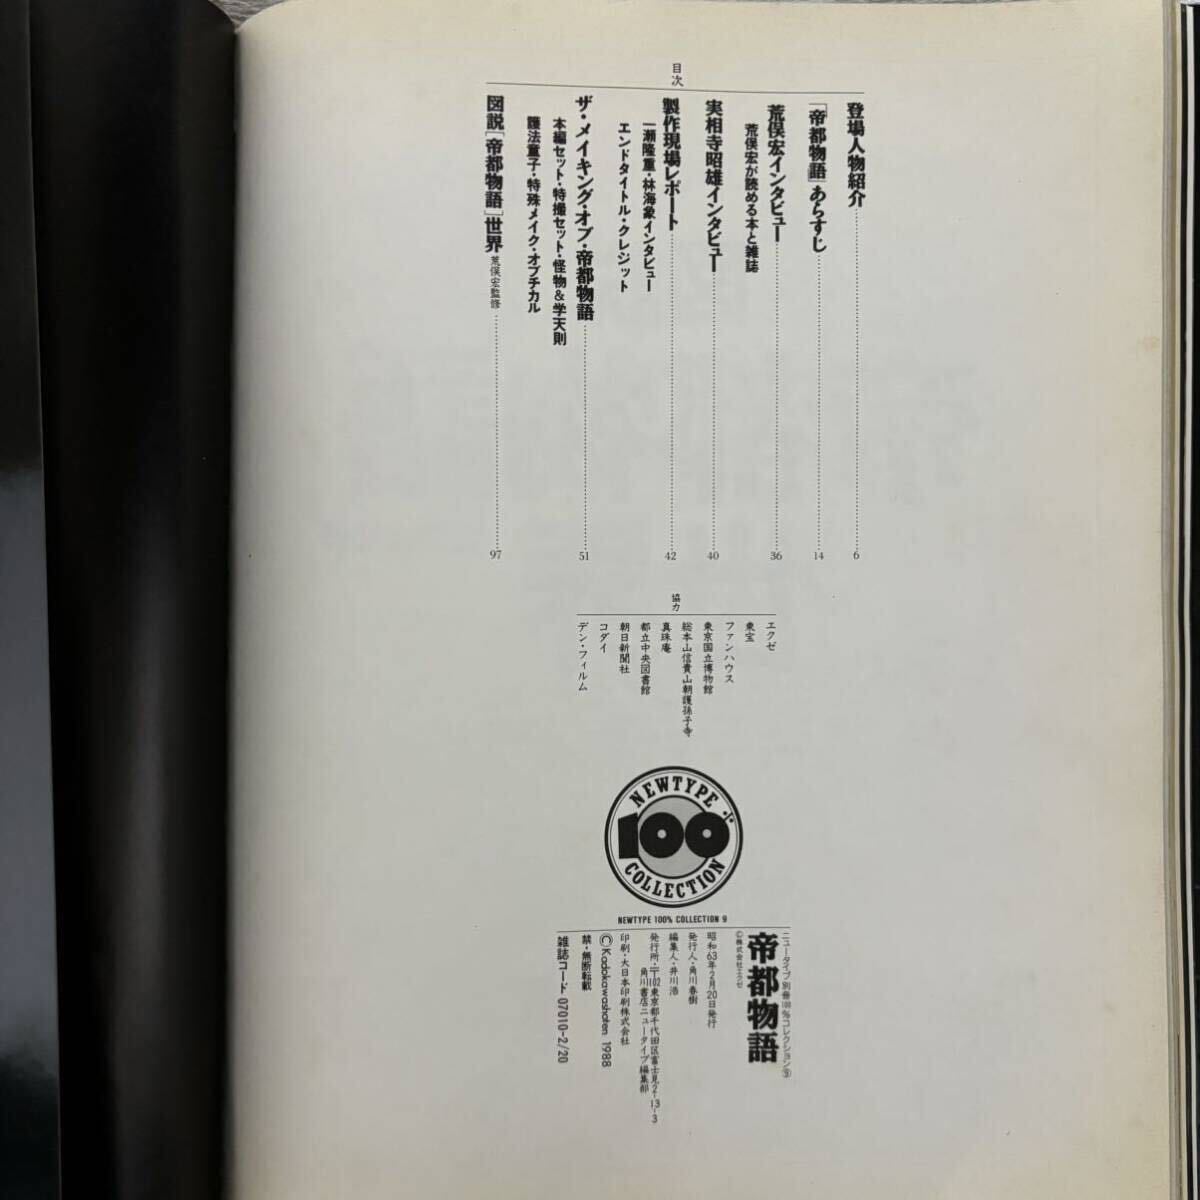 目次
登場人物紹介 6
「帝都物語」あらすじ 14
荒俣宏インタビュー 36
荒俣宏が読める本と雑誌
実相寺昭雄インタビュー 40
製作現場レポート 42
一瀬隆重・林海象インタビュー
エンドタイトル・クレジット
ザ・メイキング・オブ・帝都物語 51
本編セット・特撮セット・怪物&学天則
護法童子・特殊メイク・オプチカル
図説[帝都物語]世界 荒俣宏監修 97
協力
エクゼ
東宝
ファンハウス
東京国立博物館
総本山信貴山朝護孫子寺
真珠庵
都立中央図書館
朝日新聞社
コダイ
デン・フィルム
NEWTYPE
100%
COLLECTION
NEWTYPE 100% COLLECTION 9
ニュータイプ別冊100%コレクション⑨
帝都物語
©株式会社エクゼ
昭和63年2月20日発行
発行人・角川春樹
編集人・井川浩
発行所・〒102東京都千代田区富士見2-13-3
角川書店ニュータイプ編集部
印刷・大日本印刷株式会社
©Kadokawashoten 1988
禁・無断転載
雑誌コード 07010-2/20